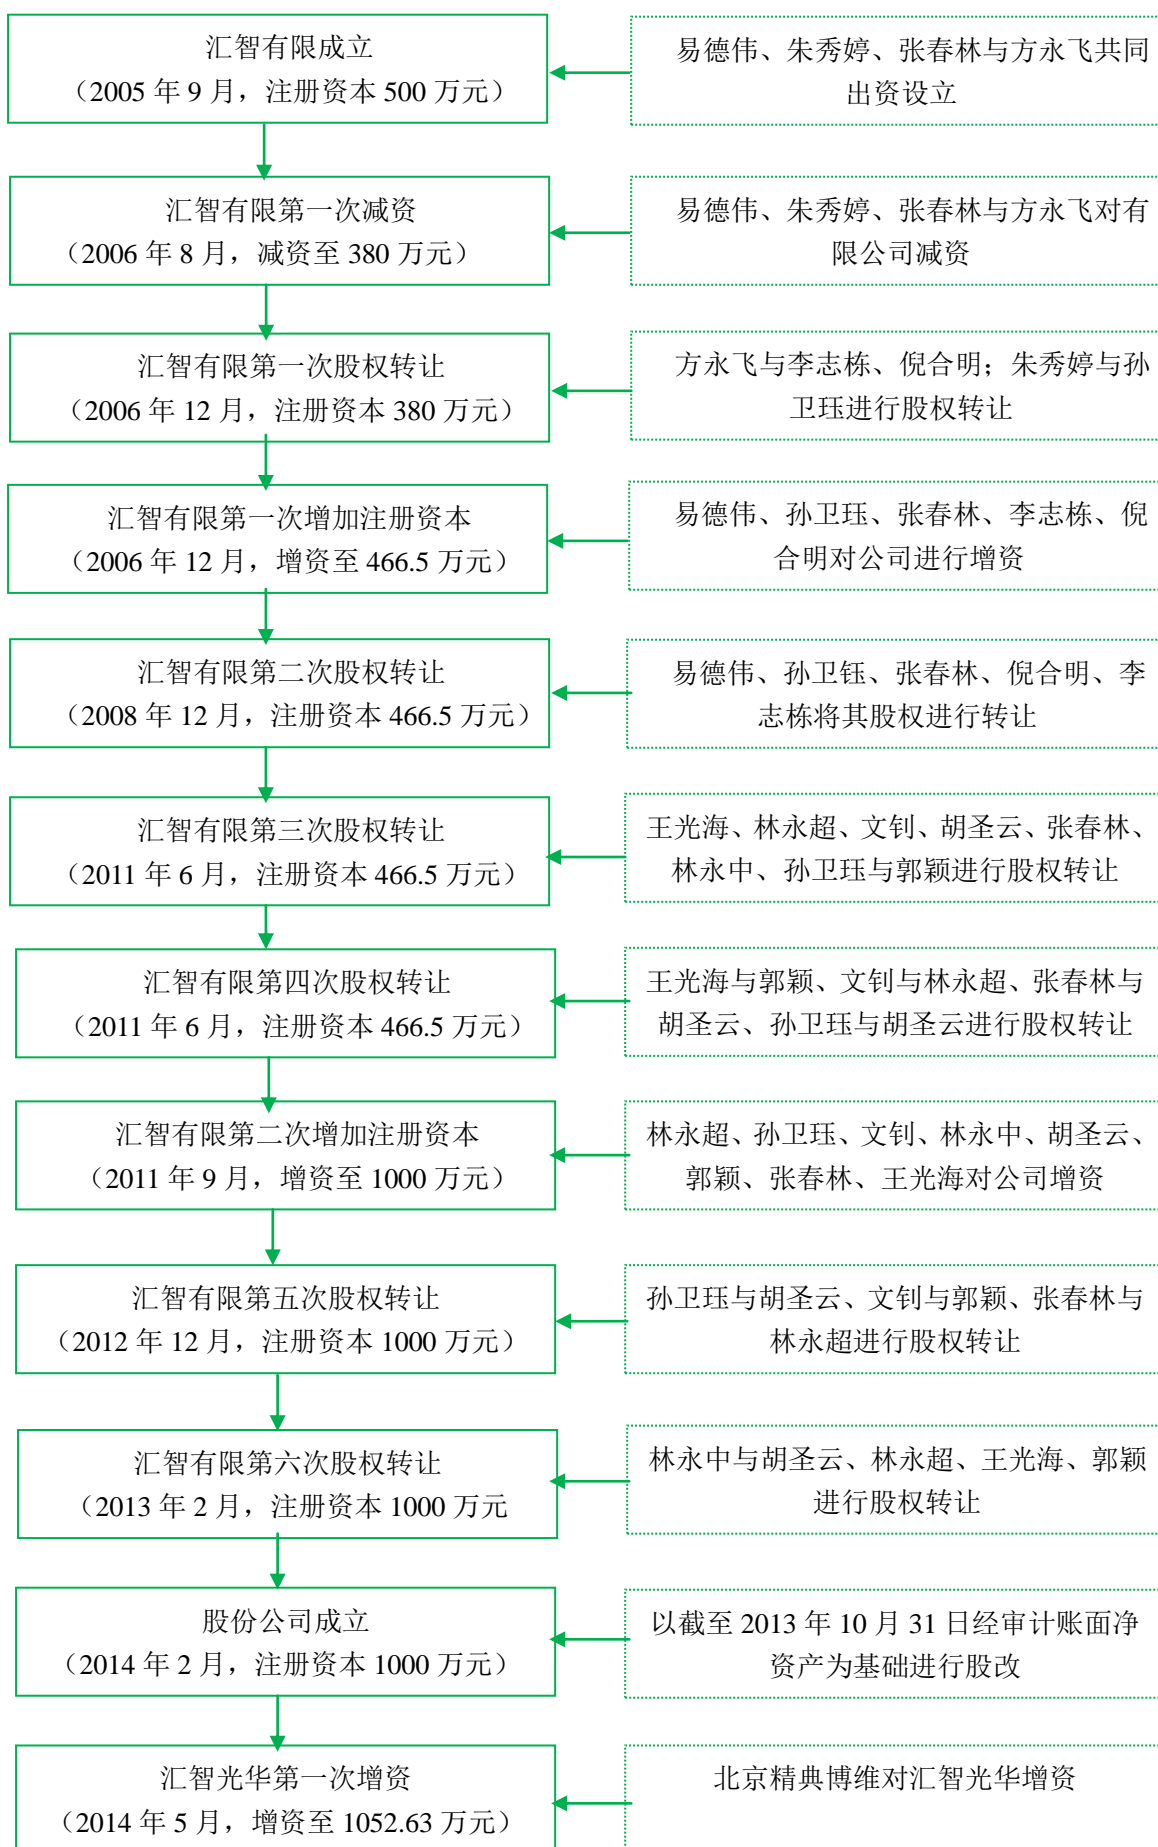 汇智有限成立
（2005 年 9 月，注册资本 500 万元）
易德伟、朱秀婷、张春林与方永飞共同
出资设立
汇智有限第一次减资
（2006 年 8 月，减资至 380 万元）
易德伟、朱秀婷、张春林与方永飞对有
限公司减资
汇智有限第一次股权转让
（2006 年 12 月，注册资本 380 万元）
方永飞与李志栋、倪合明；朱秀婷与孙
卫珏进行股权转让
汇智有限第一次增加注册资本
（2006 年 12 月，增资至 466.5 万元）
易德伟、孙卫珏、张春林、李志栋、倪
合明对公司进行增资
汇智有限第二次股权转让
（2008 年 12 月，注册资本 466.5 万元）
易德伟、孙卫钰、张春林、倪合明、李
志栋将其股权进行转让
汇智有限第三次股权转让
（2011 年 6 月，注册资本 466.5 万元）
王光海、林永超、文钊、胡圣云、张春林、
林永中、孙卫珏与郭颖进行股权转让
汇智有限第四次股权转让
（2011 年 6 月，注册资本 466.5 万元）
王光海与郭颖、文钊与林永超、张春林与
胡圣云、孙卫珏与胡圣云进行股权转让
汇智有限第二次增加注册资本
（2011 年 9 月，增资至 1000 万元）
林永超、孙卫珏、文钊、林永中、胡圣云、
郭颖、张春林、王光海对公司增资
汇智有限第五次股权转让
（2012 年 12 月，注册资本 1000 万元）
孙卫珏与胡圣云、文钊与郭颖、张春林与
林永超进行股权转让
汇智有限第六次股权转让
（2013 年 2 月，注册资本 1000 万元
林永中与胡圣云、林永超、王光海、郭颖
进行股权转让
股份公司成立
（2014 年 2 月，注册资本 1000 万元）
以截至 2013 年 10 月 31 日经审计账面净
资产为基础进行股改
汇智光华第一次增资
（2014 年 5 月，增资至 1052.63 万元）
北京精典博维对汇智光华增资